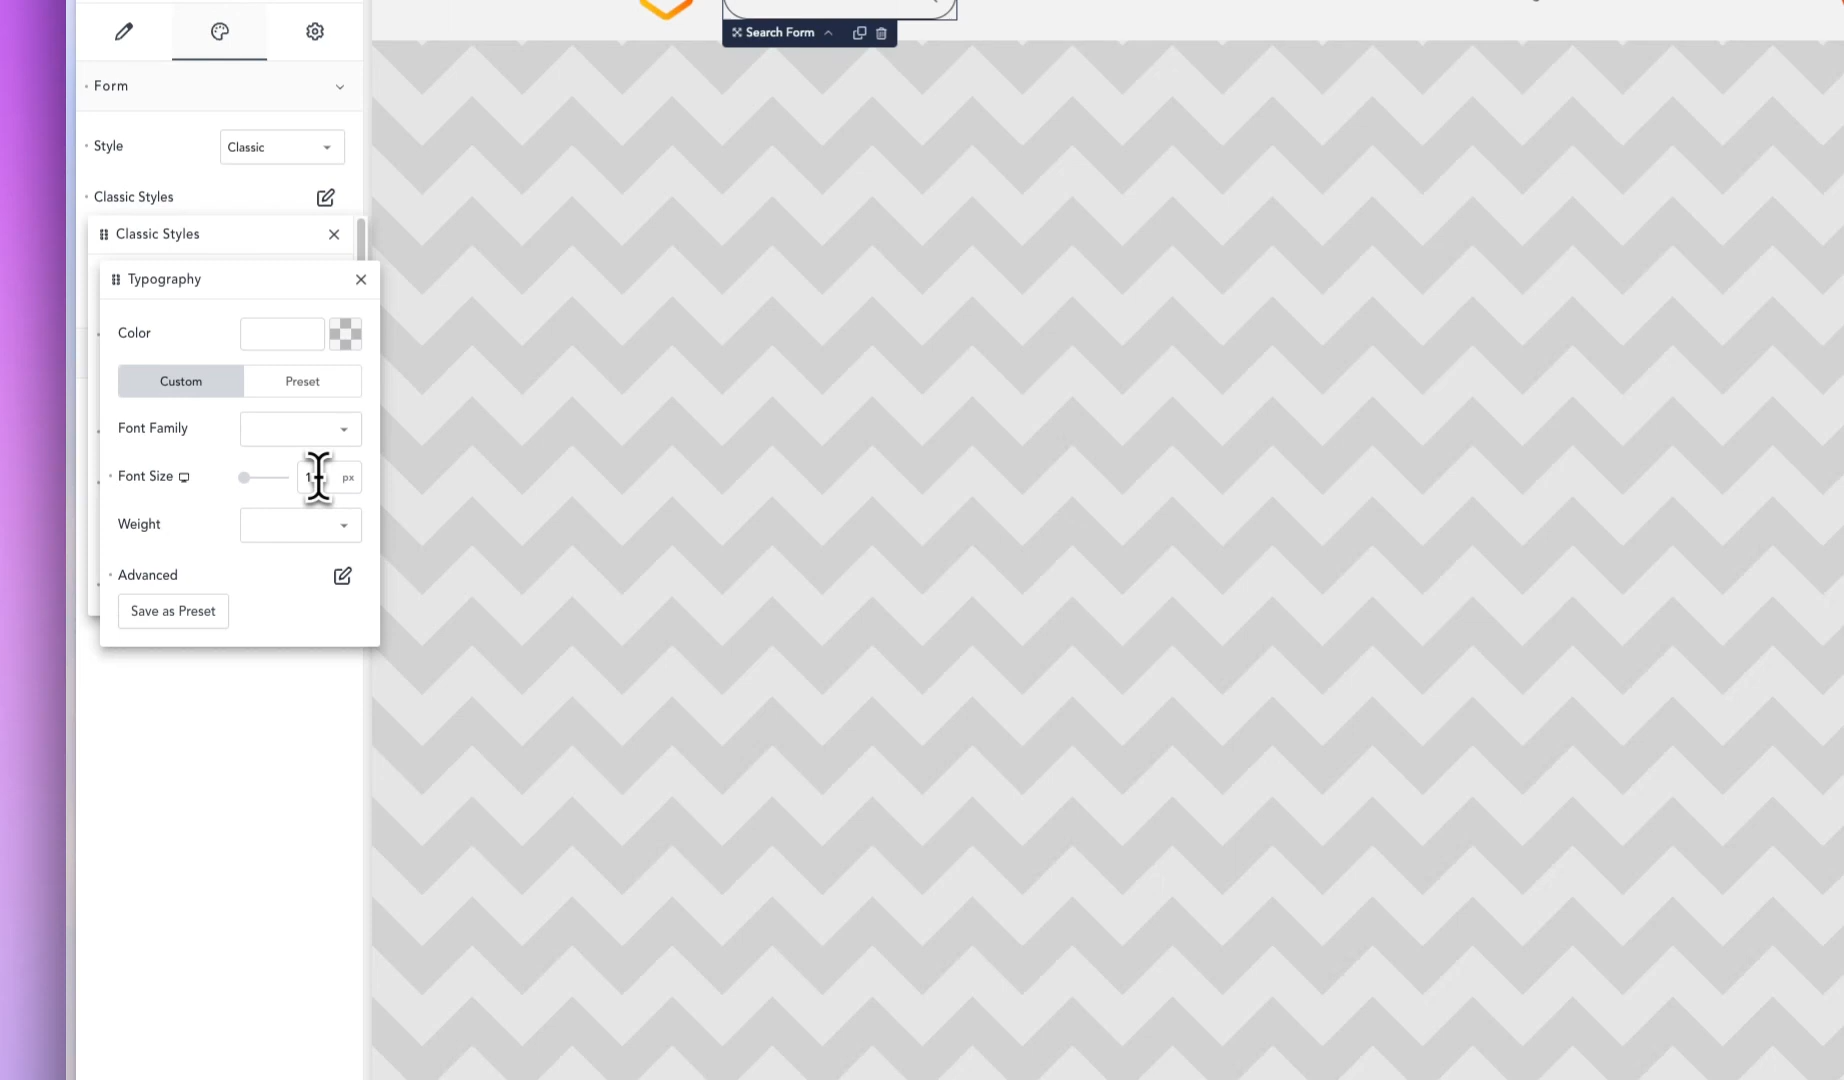 Search Form
Form
Style
Classic
Classic Styles
Classic Styles
Typography
Color
Custom
Preset
Font Family
Font Size
px
Weight
Advanced
Save as Preset